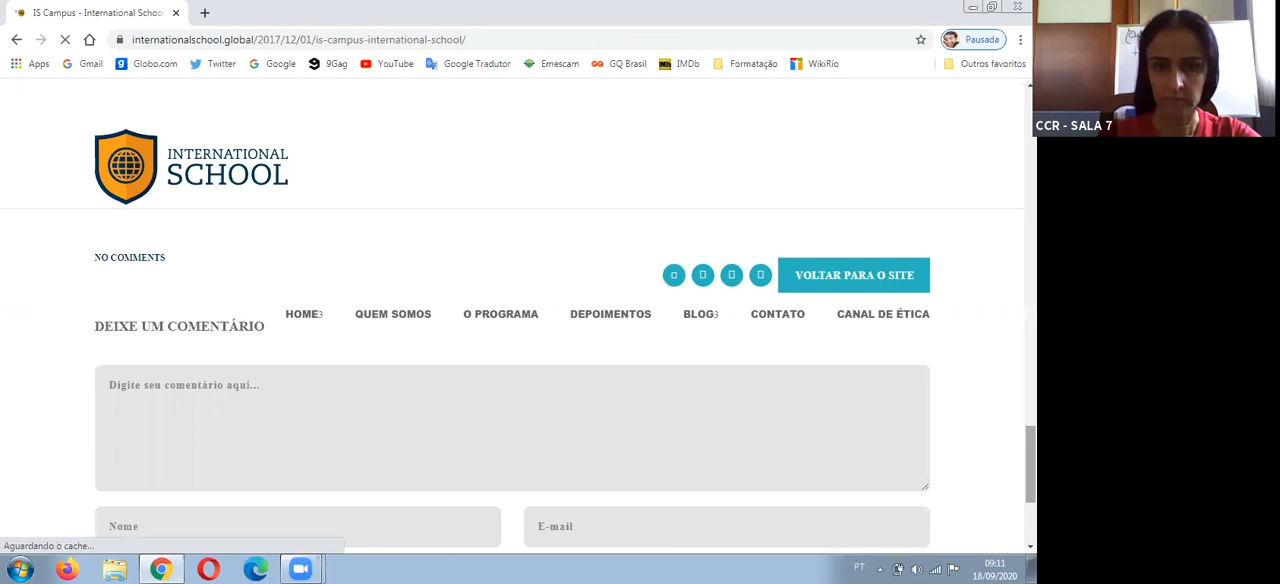 IS Campus - International School
internationalschool.global/2017/12/01/is-campus-international-school/
Pausada
Apps Gmail Globo.com Twitter Google 9Gag YouTube Google Tradutor Emescam GQ Brasil IMDb Formatação WikiRio Outros favoritos
CCR - SALA 7
INTERNATIONAL
SCHOOL
NO COMMENTS
VOLTAR PARA O SITE
HOME3 QUEM SOMOS O PROGRAMA DEPOIMENTOS BLOG3 CONTATO CANAL DE ÉTICA
DEIXE UM COMENTÁRIO
Digite seu comentário aqui...
Nome
E-mail
Aguardando o cache...
PT
09:11
18/09/2020